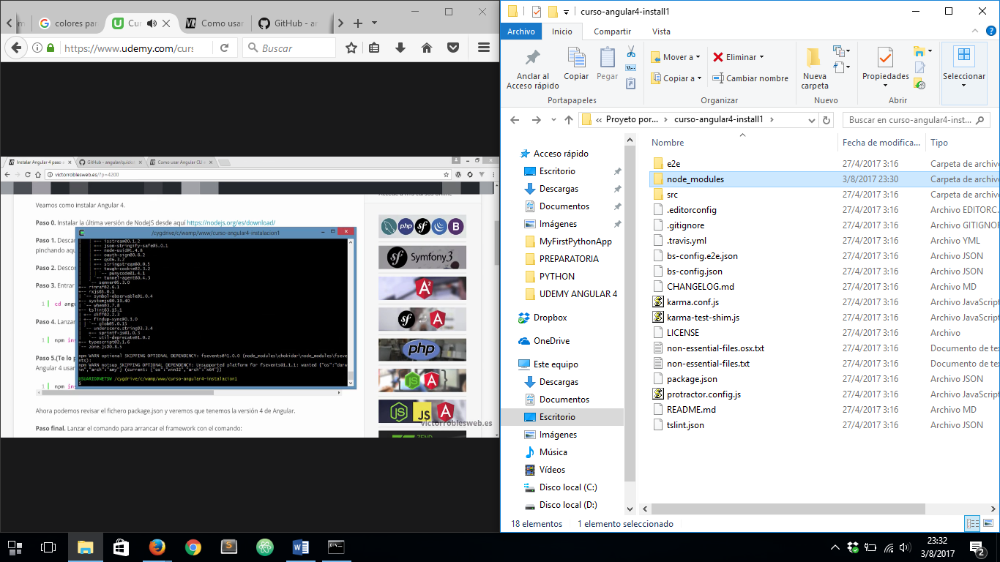 m
colores par
Cur
Como usar
GitHub - ar
https://www.udemy.com/curs
Buscar
Instalar Angular 4 paso
GitHub - angular/quicks
Como usar Angular CLI
victorroblesweb.es/?p=4200
Veamos como instalar Angular 4.
Paso 0. Instalar la última versión de NodeJS desde aquí https://nodejs.org/es/download/
Paso 1. Descar
pinchando aqu
Paso 2. Descor
Paso 3. Entrar
1 cd angu
Paso 4. Lanzar
1 npm ins
Paso 5.(Te lo p
Angular 4 usan
1 npm ins
/cygdrive/c/wamp/www/curso-angular4-instalacion1
isstream@0.1.2
json-stringify-safe@5.0.1
node-uuid@1.4.8
oauth-sign@0.8.2
qs@6.3.2
stringstream@0.0.5
tough-cookie@2.3.2
punycode@1.4.1
tunnel-agent@0.4.3
semver@5.3.0
rimraf@2.6.1
rxjs@5.0.1
symbol-observable@1.0.4
systemjs@0.19.40
when@3.7.8
tslint@3.15.1
diff@2.2.3
findup-sync@0.3.0
glob@5.0.15
underscore.string@3.3.4
sprintf-js@1.0.3
util-deprecate@1.0.2
typescript@2.1.6
zone.js@0.8.5
npm WARN optional SKIPPING OPTIONAL DEPENDENCY: fsevents@^1.0.0 (node_modules\chokidar\node_modules\fsevents):
npm WARN notsup SKIPPING OPTIONAL DEPENDENCY: Unsupported platform for fsevents@1.1.1: wanted {"os":"darwin","arch":"any"} (current: {"os":"win32","arch":"x64"})
USUARIO@NETSW /cygdrive/c/wamp/www/curso-angular4-instalacion1
$
Ahora podemos revisar el fichero package.json y veremos que tenemos la versión 4 de Angular.
Paso final. Lanzar el comando para arrancar el framework con el comando:
php
Symfony3
php
JS
victorroblesweb.es
ZEND
curso-angular4-install1
Archivo
Inicio
Compartir
Vista
Anclar al
Acceso rápido
Copiar
Pegar
Portapapeles
Mover a
Copiar a
Eliminar
Cambiar nombre
Organizar
Nueva
carpeta
Nuevo
Propiedades
Abrir
Seleccionar
« Proyeto por...
curso-angular4-install1
Buscar en curso-angular4-inst...
Acceso rápido
Escritorio
Descargas
Documentos
Imágenes
MyFirstPythonApp
PREPARATORIA
PYTHON
UDEMY ANGULAR 4
Dropbox
OneDrive
Este equipo
Descargas
Documentos
Escritorio
Imágenes
Música
Vídeos
Disco local (C:)
Disco local (D:)
Nombre Fecha de modifica... Tipo
e2e 27/4/2017 3:16 Carpeta de archivo
node_modules 3/8/2017 23:30 Carpeta de archivo
src 27/4/2017 3:16 Carpeta de archivo
.editorconfig 27/4/2017 3:16 Archivo EDITORC.
.gitignore 27/4/2017 3:16 Archivo GITIGNOR
.travis.yml 27/4/2017 3:16 Archivo YML
bs-config.e2e.json 27/4/2017 3:16 Archivo JSON
bs-config.json 27/4/2017 3:16 Archivo JSON
CHANGELOG.md 27/4/2017 3:16 Archivo MD
karma.conf.js 27/4/2017 3:16 Archivo JavaScript
karma-test-shim.js 27/4/2017 3:16 Archivo JavaScript
LICENSE 27/4/2017 3:16 Archivo
non-essential-files.osx.txt 27/4/2017 3:16 Documento de tex
non-essential-files.txt 27/4/2017 3:16 Documento de tex
package.json 27/4/2017 3:16 Archivo JSON
protractor.config.js 27/4/2017 3:16 Archivo JavaScript
README.md 27/4/2017 3:16 Archivo MD
tslint.json 27/4/2017 3:16 Archivo JSON
18 elementos 1 elemento seleccionado
23:32
3/8/2017
2